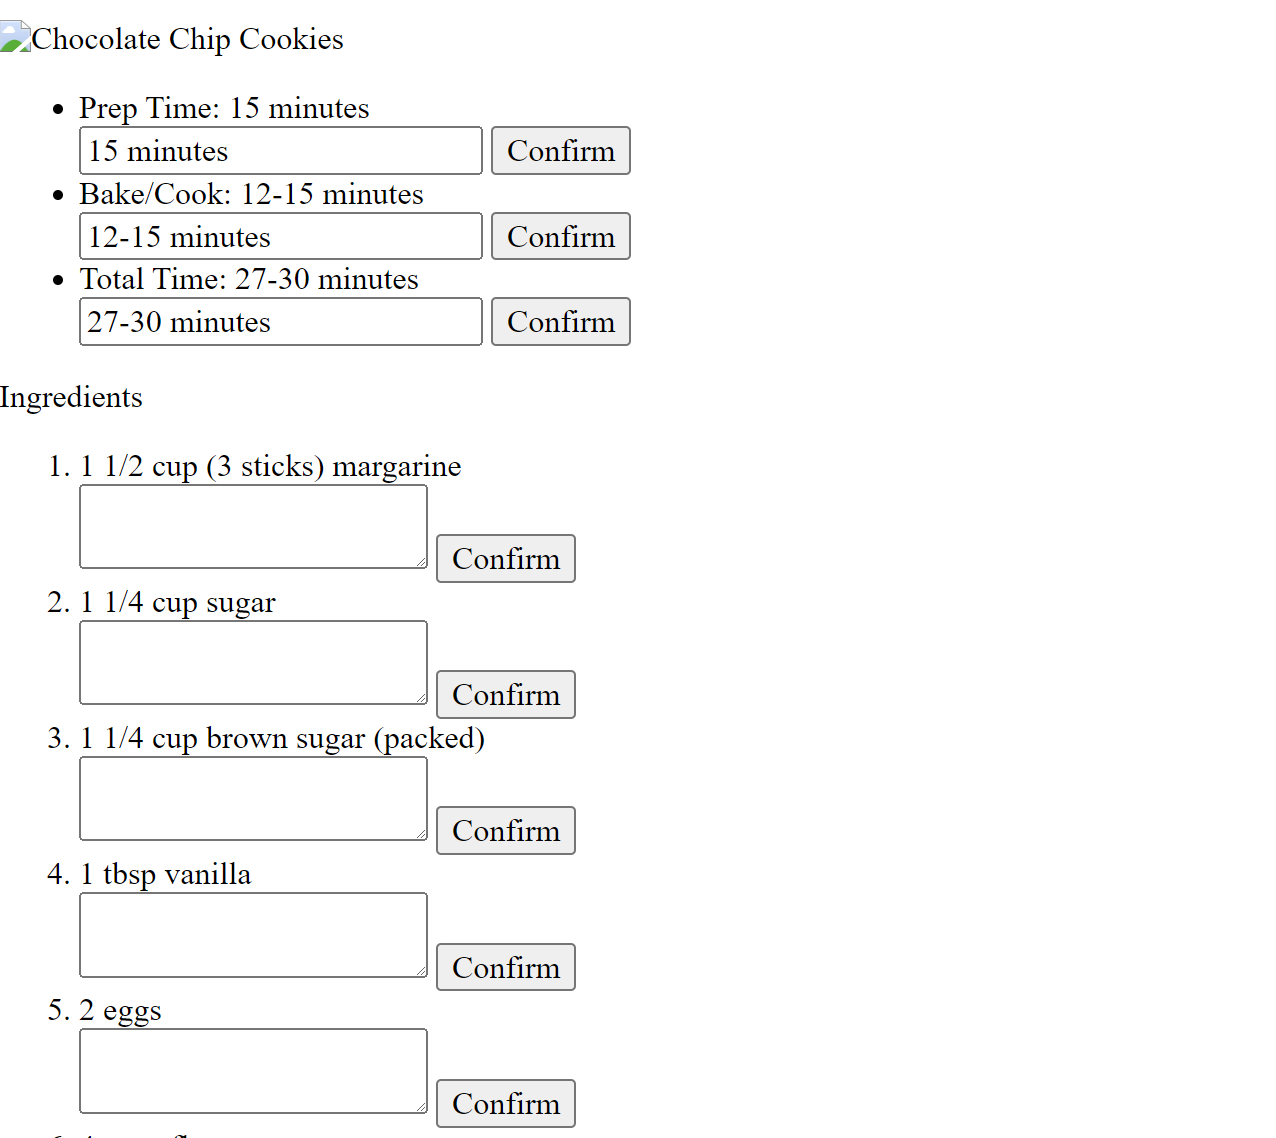 Chocolate Chip Cookies
Prep Time: 15 minutes
15 minutes Confirm
Bake/Cook: 12-15 minutes
12-15 minutes Confirm
Total Time: 27-30 minutes
27-30 minutes Confirm
Ingredients
1. 1 1/2 cup (3 sticks) margarine
Confirm
2. 1 1/4 cup sugar
Confirm
3. 1 1/4 cup brown sugar (packed)
Confirm
4. 1 tbsp vanilla
Confirm
5. 2 eggs
Confirm